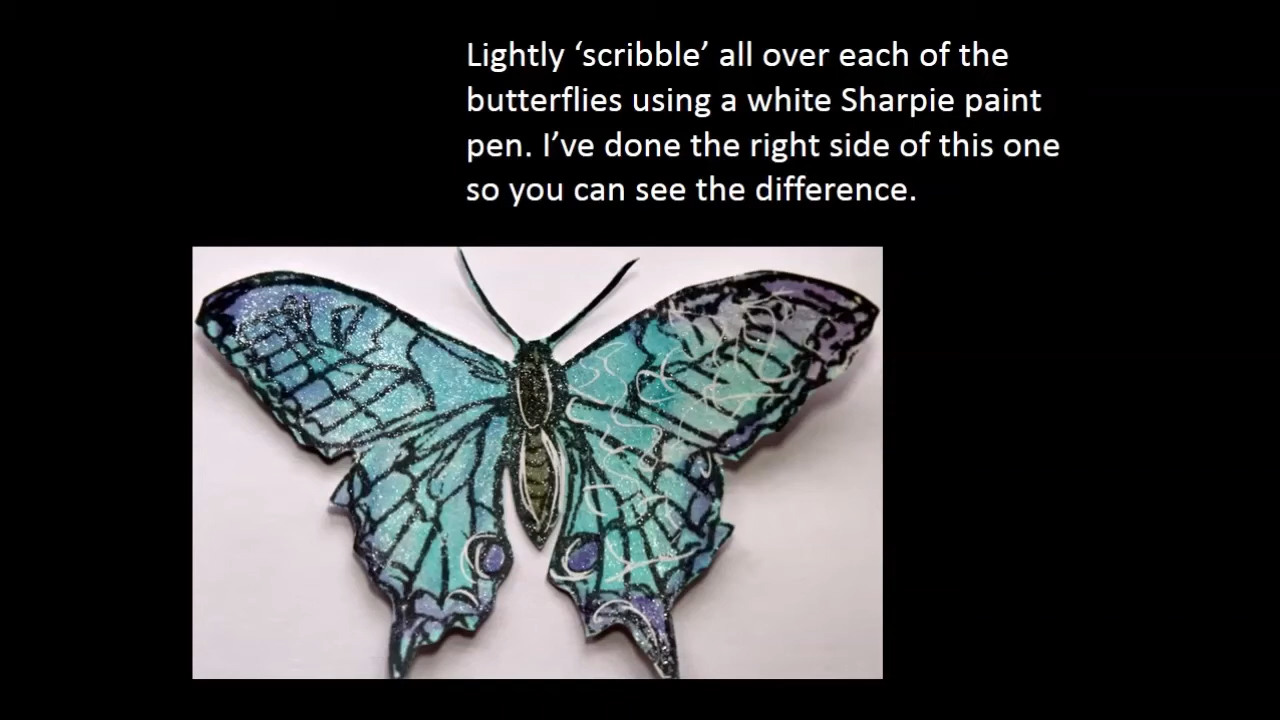 Lightly ‘scribble’ all over each of the
butterflies using a white Sharpie paint
pen. I’ve done the right side of this one
so you can see the difference.